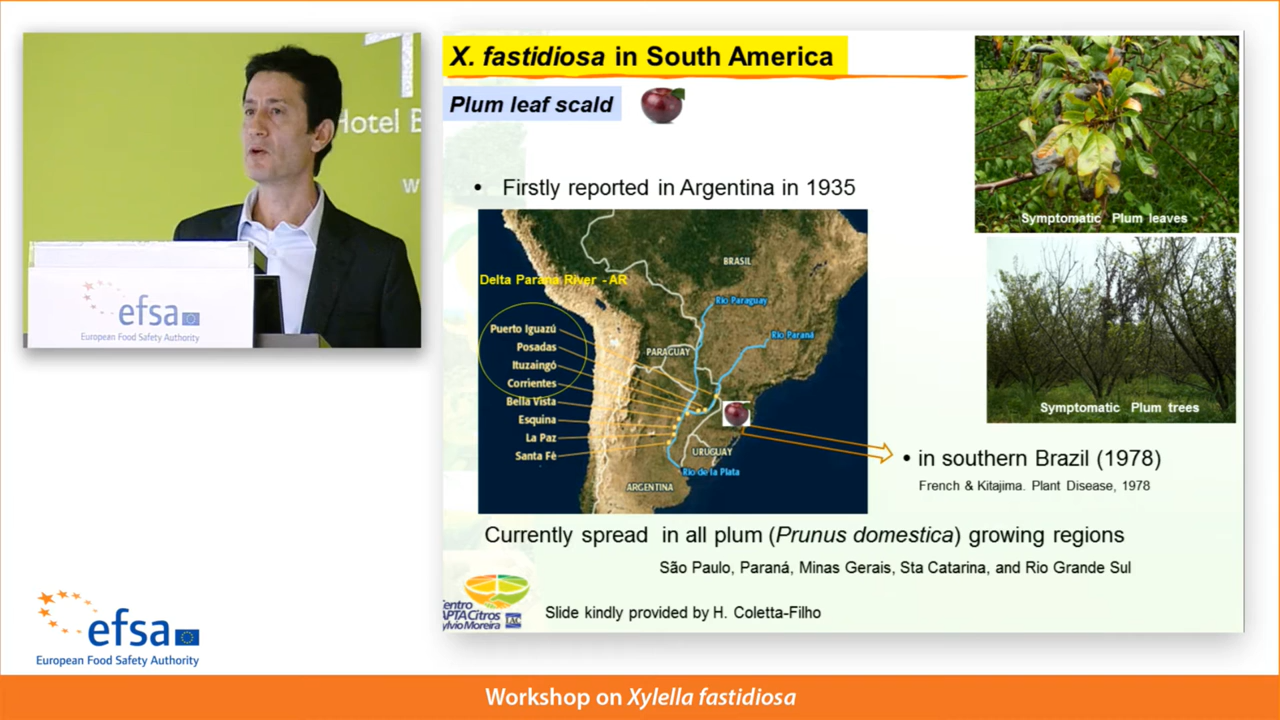 Hotel B
w
efsa
European Food Safety Authority
X. fastidiosa in South America
Plum leaf scald
• Firstly reported in Argentina in 1935
Symptomatic Plum leaves
Symptomatic Plum trees
Delta Paraná River - AR
BRASIL
Rio Paraguay
Rio Paraná
PARAGUAY
Puerto Iguazú
Posadas
Ituzaingó
Corrientes
Bella Vista
Esquina
La Paz
Santa Fé
URUGUAY
Rio de la Plata
ARGENTINA
• in southern Brazil (1978)
French & Kitajima. Plant Disease, 1978
Currently spread in all plum (Prunus domestica) growing regions
São Paulo, Paraná, Minas Gerais, Sta Catarina, and Rio Grande Sul
entro
APTACitros
ylvio Moreira
Slide kindly provided by H. Coletta-Filho
efsa
European Food Safety Authority
Workshop on Xylella fastidiosa